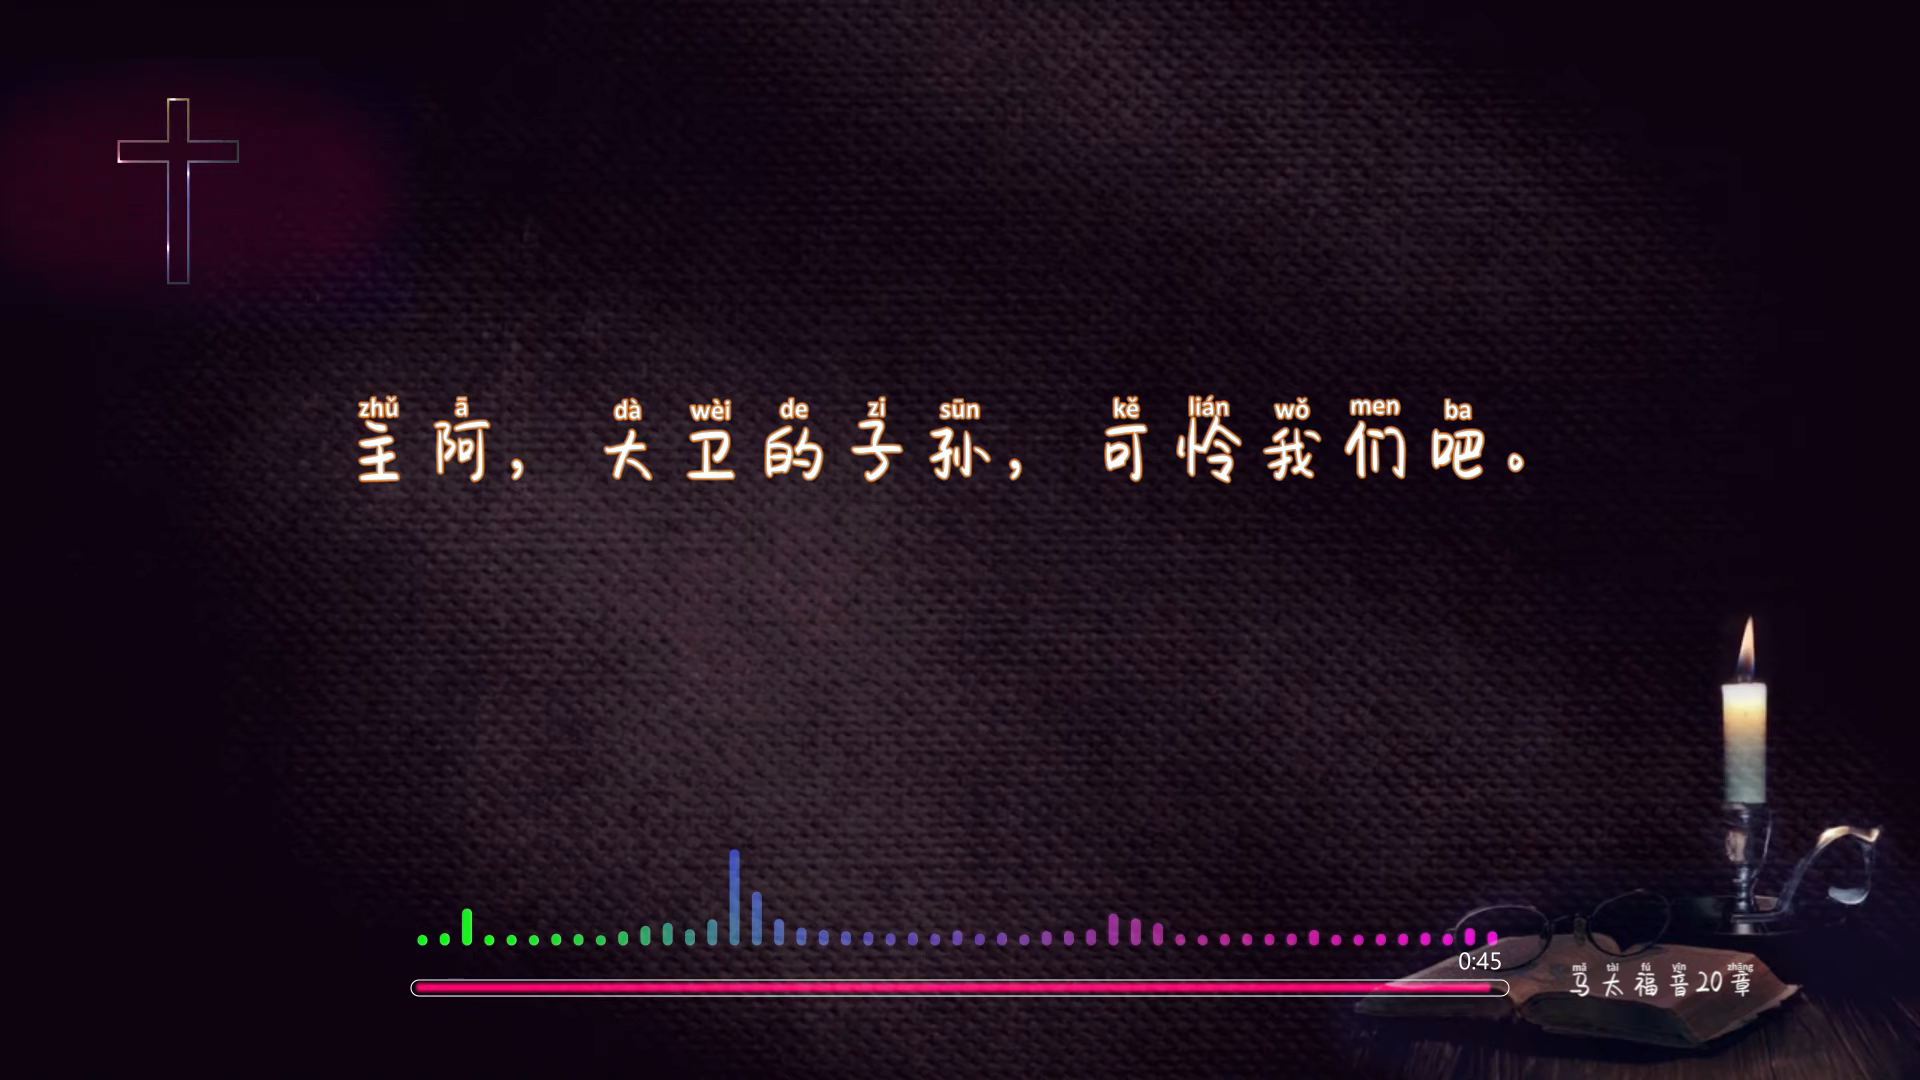 zhǔ ā dà wèi de zi sūn kě lián wǒ men ba
主阿，大卫的子孙，可怜我们吧。
0:45
mǎ tài fú yīn zhāng
马太福音20章